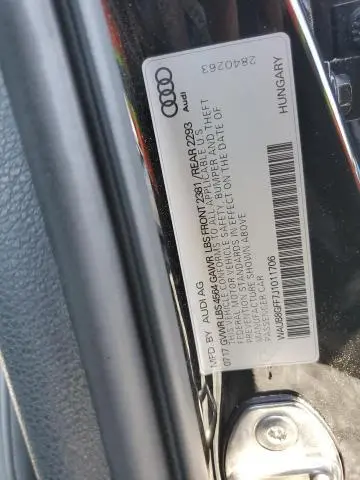 2840263
Audi
HUNGARY
MFD BY AUDI AG
07/17 GVWR LBS 4564 GAWR LBS FRONT 2381 / REAR 2293
THIS VEHICLE CONFORMS TO ALL APPLICABLE U S
FEDERAL MOTOR VEHICLE SAFETY, BUMPER, AND THEFT
PREVENTION STANDARDS IN EFFECT ON THE DATE OF
MANUFACTURE SHOWN ABOVE
PASSENGER CAR
WAUB8GFF7J1011706